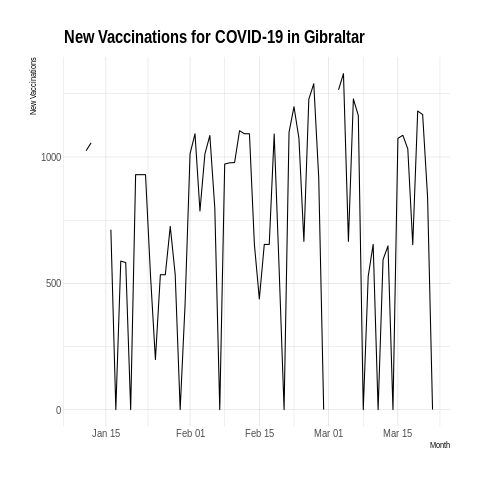 New Vaccinations for COVID-19 in Gibraltar
New Vaccinations
1000
500
0
Jan 15 Feb 01 Feb 15 Mar 01 Mar 15
Month